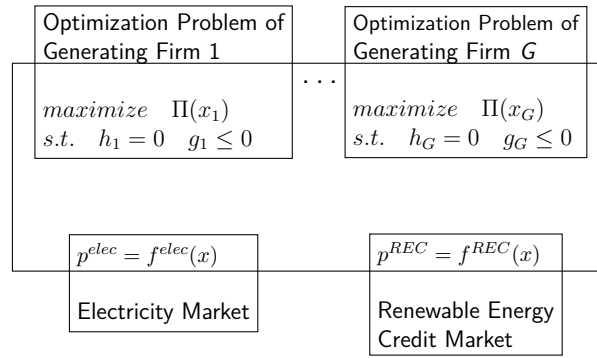 Optimization Problem of
Generating Firm 1
maximize Π(x_1)
s.t. h_1 = 0 g_1 ≤ 0
. . .
Optimization Problem of
Generating Firm G
maximize Π(x_G)
s.t. h_G = 0 g_G ≤ 0
p^{elec} = f^{elec}(x)
Electricity Market
p^{REC} = f^{REC}(x)
Renewable Energy
Credit Market